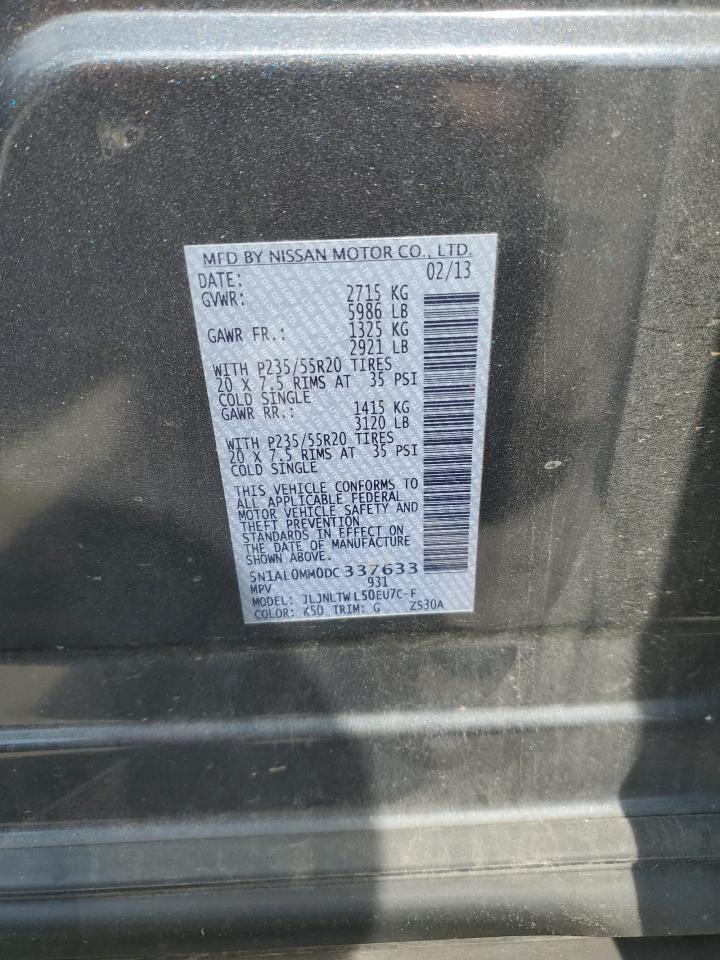 MFD BY NISSAN MOTOR CO., LTD.
DATE: 02/13
GVWR: 2715 KG
5986 LB
GAWR FR.: 1325 KG
2921 LB
WITH P235/55R20 TIRES
20 X 7.5 RIMS AT 35 PSI
COLD SINGLE
GAWR RR.: 1415 KG
3120 LB
WITH P235/55R20 TIRES
20 X 7.5 RIMS AT 35 PSI
COLD SINGLE
THIS VEHICLE CONFORMS TO
ALL APPLICABLE FEDERAL
MOTOR VEHICLE SAFETY AND
THEFT PREVENTION
STANDARDS IN EFFECT ON
THE DATE OF MANUFACTURE
SHOWN ABOVE.
5N1AL0MM0DC337633
MPV 931
MODEL: JLJNLTWL50EU7C-F
COLOR: K50 TRIM: G ZS30A